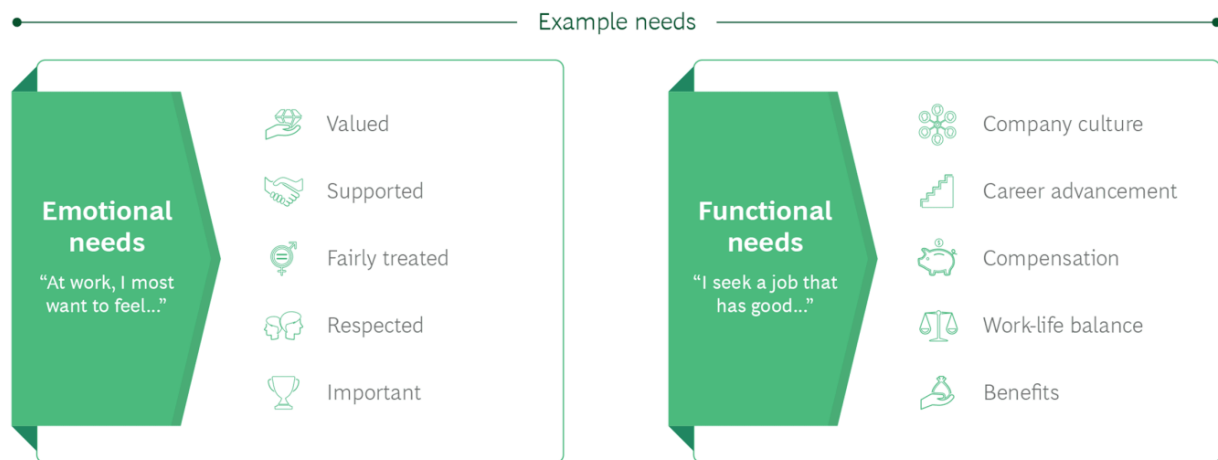 Example needs
Emotional
needs
“At work, I most
want to feel...”
Valued
Supported
Fairly treated
Respected
Important
Functional
needs
“I seek a job that
has good...”
Company culture
Career advancement
Compensation
Work-life balance
Benefits